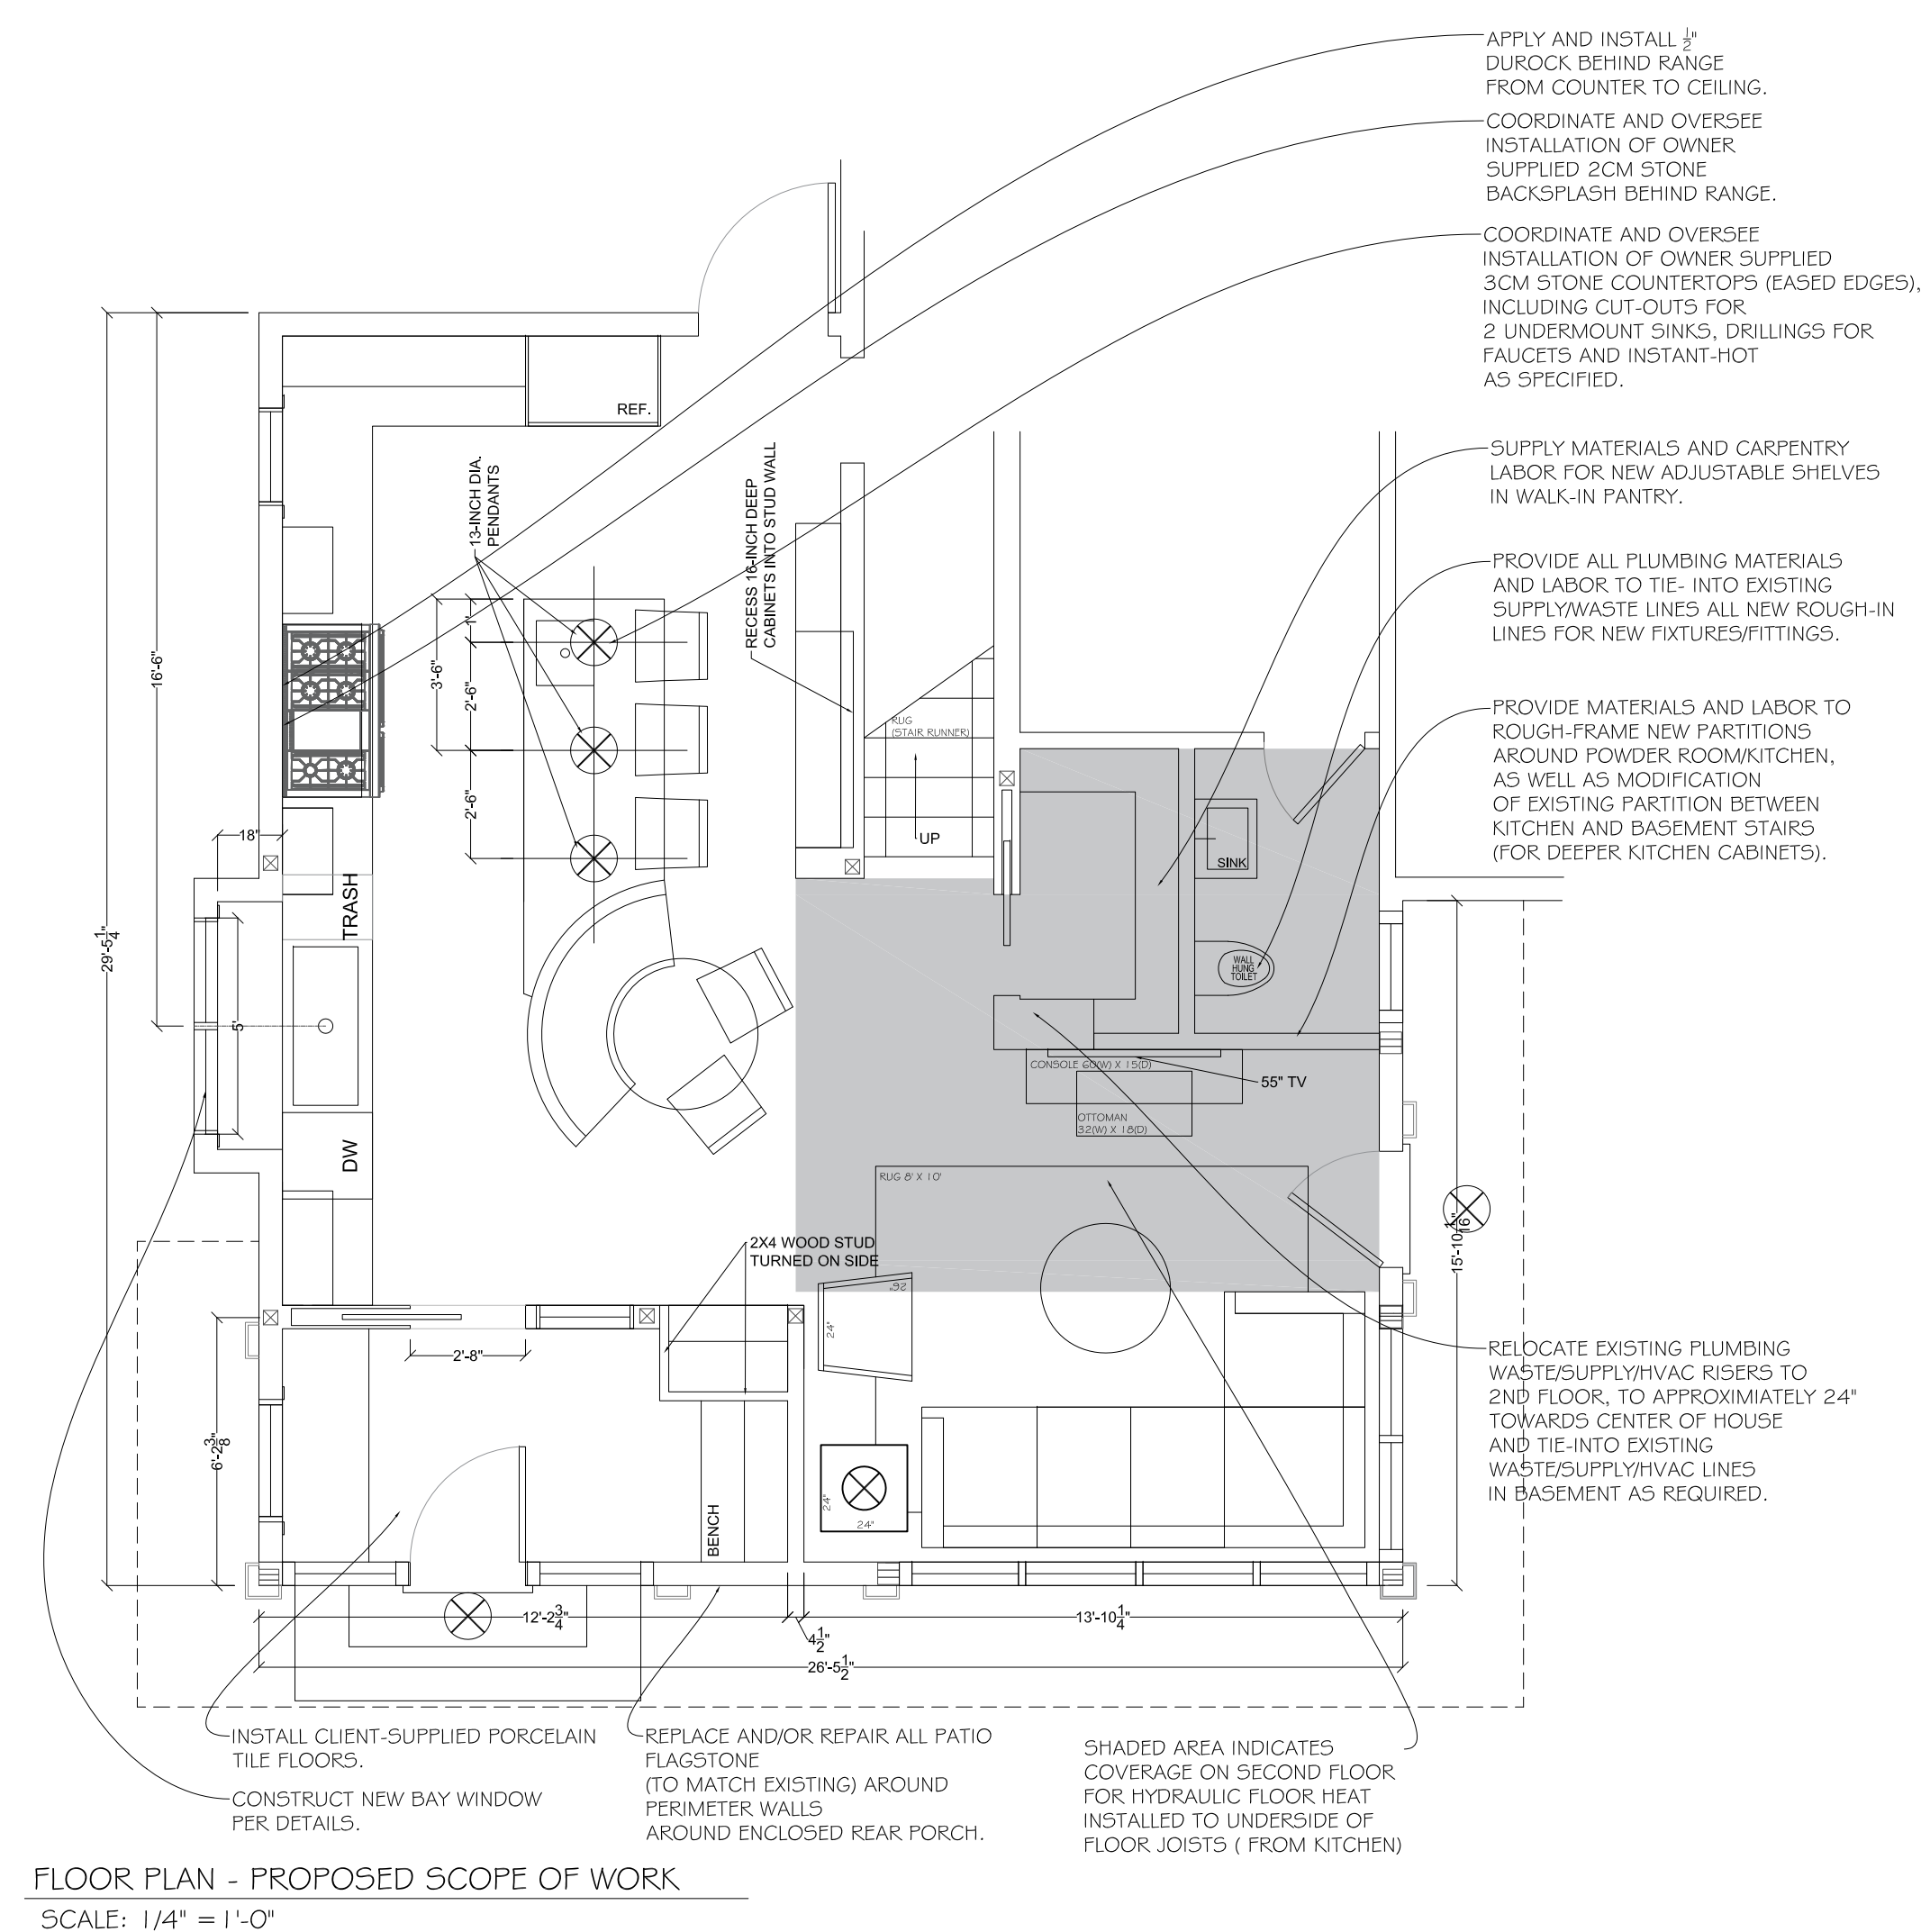 APPLY AND INSTALL 1/2"
DUROCK BEHIND RANGE
FROM COUNTER TO CEILING.
COORDINATE AND OVERSEE
INSTALLATION OF OWNER
SUPPLIED 2CM STONE
BACKSPLASH BEHIND RANGE.
COORDINATE AND OVERSEE
INSTALLATION OF OWNER SUPPLIED
3CM STONE COUNTERTOPS (EASED EDGES),
INCLUDING CUT-OUTS FOR
2 UNDERMOUNT SINKS, DRILLINGS FOR
FAUCETS AND INSTANT-HOT
AS SPECIFIED.
SUPPLY MATERIALS AND CARPENTRY
LABOR FOR NEW ADJUSTABLE SHELVES
IN WALK-IN PANTRY.
PROVIDE ALL PLUMBING MATERIALS
AND LABOR TO TIE- INTO EXISTING
SUPPLY/WASTE LINES ALL NEW ROUGH-IN
LINES FOR NEW FIXTURES/FITTINGS.
PROVIDE MATERIALS AND LABOR TO
ROUGH-FRAME NEW PARTITIONS
AROUND POWDER ROOM/KITCHEN,
AS WELL AS MODIFICATION
OF EXISTING PARTITION BETWEEN
KITCHEN AND BASEMENT STAIRS
(FOR DEEPER KITCHEN CABINETS).
REF.
13-INCH DIA.
PENDANTS
RECESS 16-INCH DEEP
CABINETS INTO STUD WALL
16'-6"
29'-5 1/4"
1'
3'-6"
2'-6"
2'-6"
18"
RUG
(STAIR RUNNER)
UP
SINK
WALL
HUNG
TOILET
TRASH
5'
DW
CONSOLE 60(W) X 15(D)
55" TV
OTTOMAN
32(W) X 18(D)
RUG 8' X 10'
2X4 WOOD STUD
TURNED ON SIDE
26"
24"
15'-10 1/16"
2'-8"
6'-2 3/8"
BENCH
24"
24"
RELOCATE EXISTING PLUMBING
WASTE/SUPPLY/HVAC RISERS TO
2ND FLOOR, TO APPROXIMIATELY 24"
TOWARDS CENTER OF HOUSE
AND TIE-INTO EXISTING
WASTE/SUPPLY/HVAC LINES
IN BASEMENT AS REQUIRED.
12'-2 3/4"
13'-10 1/4"
4 1/2"
26'-5 1/2"
INSTALL CLIENT-SUPPLIED PORCELAIN
TILE FLOORS.
CONSTRUCT NEW BAY WINDOW
PER DETAILS.
REPLACE AND/OR REPAIR ALL PATIO
FLAGSTONE
(TO MATCH EXISTING) AROUND
PERIMETER WALLS
AROUND ENCLOSED REAR PORCH.
SHADED AREA INDICATES
COVERAGE ON SECOND FLOOR
FOR HYDRAULIC FLOOR HEAT
INSTALLED TO UNDERSIDE OF
FLOOR JOISTS ( FROM KITCHEN)
FLOOR PLAN - PROPOSED SCOPE OF WORK
SCALE: 1/4" = 1'-0"